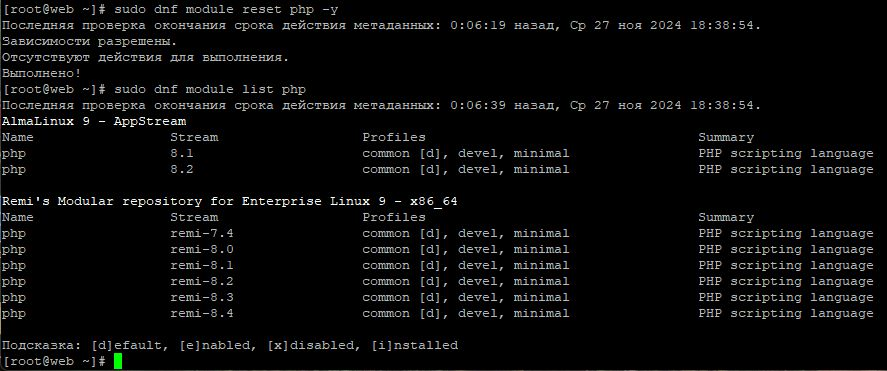 [root@web ~]# sudo dnf module reset php -y
Последняя проверка окончания срока действия метаданных: 0:06:19 назад, Ср 27 ноя 2024 18:38:54.
Зависимости разрешены.
Отсутствуют действия для выполнения.
Выполнено!
[root@web ~]# sudo dnf module list php
Последняя проверка окончания срока действия метаданных: 0:06:39 назад, Ср 27 ноя 2024 18:38:54.
AlmaLinux 9 - AppStream
Name Stream Profiles Summary
php 8.1 common [d], devel, minimal PHP scripting language
php 8.2 common [d], devel, minimal PHP scripting language
Remi's Modular repository for Enterprise Linux 9 - x86_64
Name Stream Profiles Summary
php remi-7.4 common [d], devel, minimal PHP scripting language
php remi-8.0 common [d], devel, minimal PHP scripting language
php remi-8.1 common [d], devel, minimal PHP scripting language
php remi-8.2 common [d], devel, minimal PHP scripting language
php remi-8.3 common [d], devel, minimal PHP scripting language
php remi-8.4 common [d], devel, minimal PHP scripting language
Подсказка: [d]efault, [e]nabled, [x]disabled, [i]nstalled
[root@web ~]#